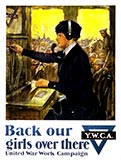 Back our
girls over there
Y.W.C.A.
United War Work Campaign